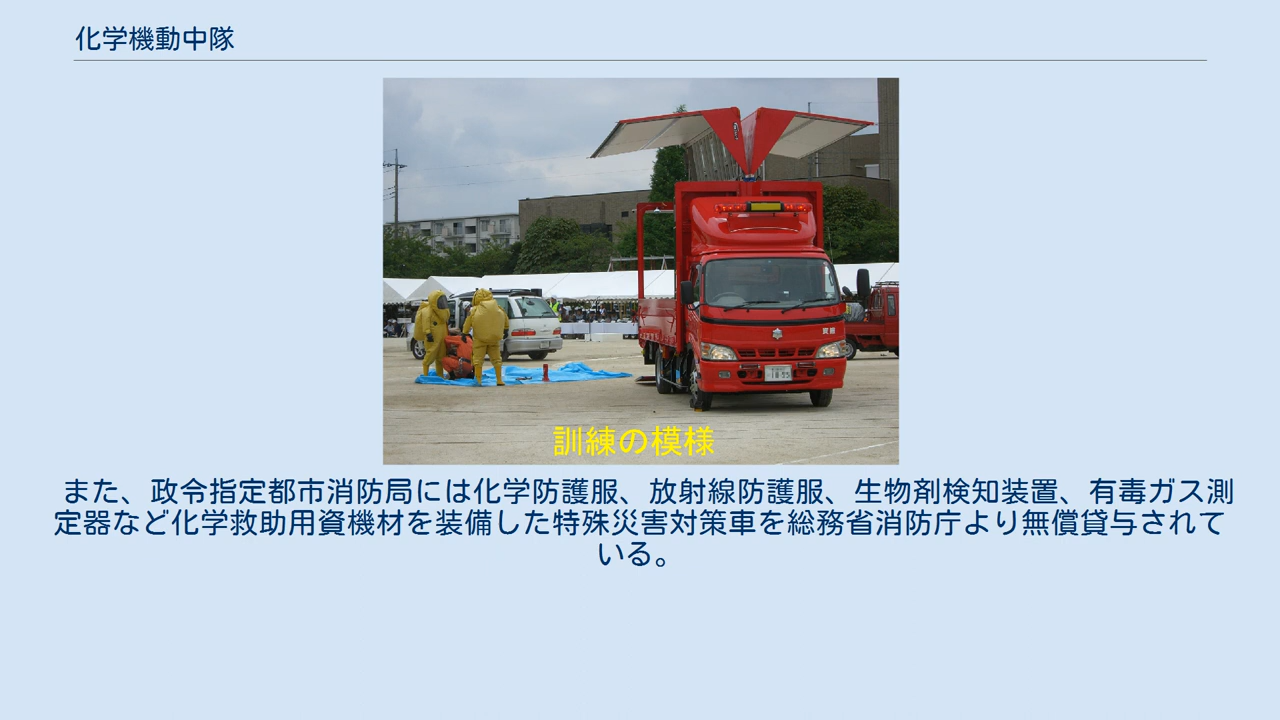 化学機動中隊
訓練の模様
また、政令指定都市消防局には化学防護服、放射線防護服、生物剤検知装置、有毒ガス測
定器など化学救助用資機材を装備した特殊災害対策車を総務省消防庁より無償貸与されて
いる。